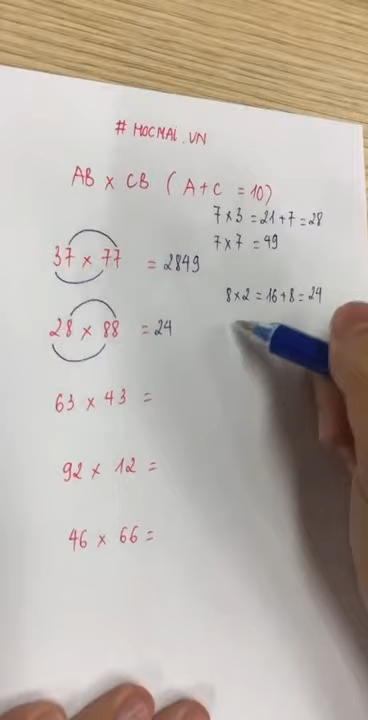 # HOCMAI.VN
AB x CB ( A+C = 10)
7 x 3 = 21 + 7 = 28
7 x 7 = 49
37 x 77 = 2849
8 x 2 = 16 + 8 = 24
28 x 88 = 24
63 x 43 =
92 x 12 =
46 x 66 =